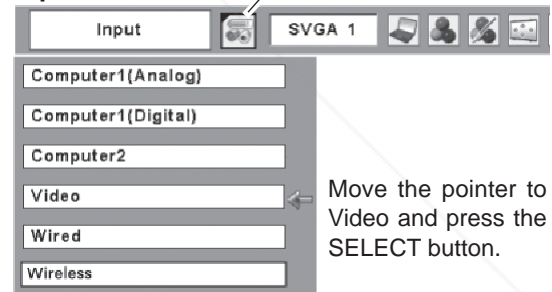 Input
SVGA 1
Computer1(Analog)
Computer1(Digital)
Computer2
Video
Wired
Wireless
Move the pointer to
Video and press the
SELECT button.